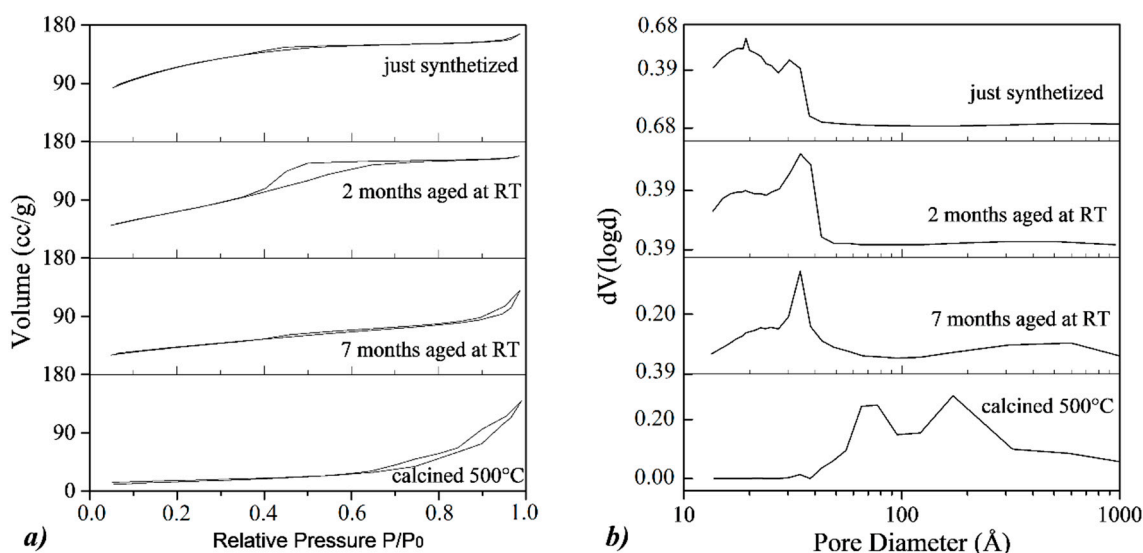 180
90
just synthetized
180
90
2 months aged at RT
180
90
7 months aged at RT
180
90
calcined 500°C
0
0.0 0.2 0.4 0.6 0.8 1.0
Volume (cc/g)
Relative Pressure P/P0
a)
0.68
0.39
just synthetized
0.68
0.39
2 months aged at RT
0.39
0.20
7 months aged at RT
0.39
calcined 500°C
0.20
0.00
10 100 1000
dV(logd)
Pore Diameter (Å)
b)